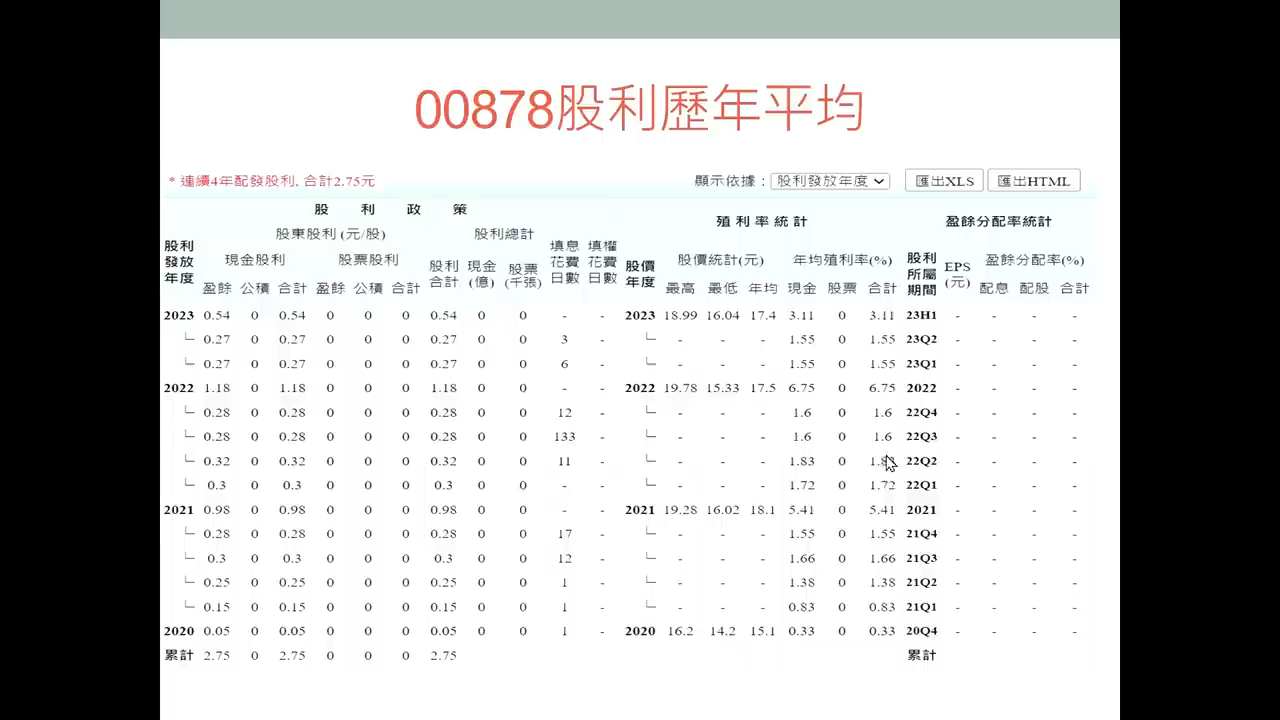 00878股利歷年平均
* 連續4年配發股利, 合計2.75元 顯示依據： 股利發放年度 匯出XLS 匯出HTML
股 利 政 策 殖利率統計 盈餘分配率統計
股東股利 (元/股) 股利總計
股利發放年度 現金股利 股票股利 股利合計 現金(億) 股票(千張) 填息花費日數 填權花費日數 股價年度 股價統計(元) 年均殖利率(%) 股利所屬期間 EPS(元) 盈餘分配率(%)
盈餘 公積 合計 盈餘 公積 合計 最高 最低 年均 現金 股票 合計 配息 配股 合計
2023 0.54 0 0.54 0 0 0 0.54 0 0 - - 2023 18.99 16.04 17.4 3.11 0 3.11 23H1 - - - -
└ 0.27 0 0.27 0 0 0 0.27 0 0 3 - └ - - - 1.55 0 1.55 23Q2 - - - -
└ 0.27 0 0.27 0 0 0 0.27 0 0 6 - └ - - - 1.55 0 1.55 23Q1 - - - -
2022 1.18 0 1.18 0 0 0 1.18 0 0 - - 2022 19.78 15.33 17.5 6.75 0 6.75 2022 - - - -
└ 0.28 0 0.28 0 0 0 0.28 0 0 12 - └ - - - 1.6 0 1.6 22Q4 - - - -
└ 0.28 0 0.28 0 0 0 0.28 0 0 133 - └ - - - 1.6 0 1.6 22Q3 - - - -
└ 0.32 0 0.32 0 0 0 0.32 0 0 11 - └ - - - 1.83 0 22Q2 - - - -
└ 0.3 0 0.3 0 0 0 0.3 0 0 - - └ - - - 1.72 0 1.72 22Q1 - - - -
2021 0.98 0 0.98 0 0 0 0.98 0 0 - - 2021 19.28 16.02 18.1 5.41 0 5.41 2021 - - - -
└ 0.28 0 0.28 0 0 0 0.28 0 0 17 - └ - - - 1.55 0 1.55 21Q4 - - - -
└ 0.3 0 0.3 0 0 0 0.3 0 0 12 - └ - - - 1.66 0 1.66 21Q3 - - - -
└ 0.25 0 0.25 0 0 0 0.25 0 0 1 - └ - - - 1.38 0 1.38 21Q2 - - - -
└ 0.15 0 0.15 0 0 0 0.15 0 0 1 - └ - - - 0.83 0 0.83 21Q1 - - - -
2020 0.05 0 0.05 0 0 0 0.05 0 0 1 - 2020 16.2 14.2 15.1 0.33 0 0.33 20Q4 - - - -
累計 2.75 0 2.75 0 0 0 2.75 累計